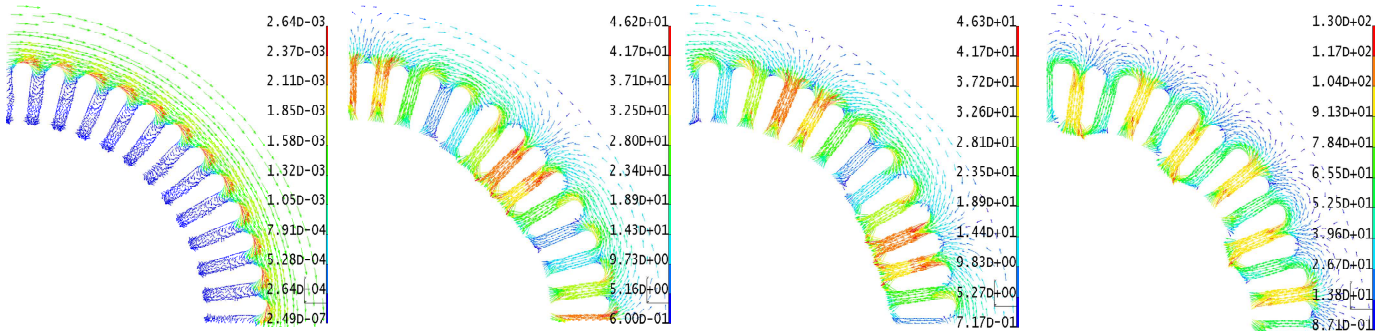 2.64D-03
2.37D-03
2.11D-03
1.85D-03
1.58D-03
1.32D-03
1.05D-03
7.91D-04
5.28D-04
2.64D-04
2.49D-07
4.62D+01
4.17D+01
3.71D+01
3.25D+01
2.80D+01
2.34D+01
1.89D+01
1.43D+01
9.73D+00
5.16D+00
6.00D-01
4.63D+01
4.17D+01
3.72D+01
3.26D+01
2.81D+01
2.35D+01
1.89D+01
1.44D+01
9.83D+00
5.27D+00
7.17D-01
1.30D+02
1.17D+02
1.04D+02
9.13D+01
7.84D+01
6.55D+01
5.25D+01
3.96D+01
2.67D+01
1.38D+01
8.71D-01